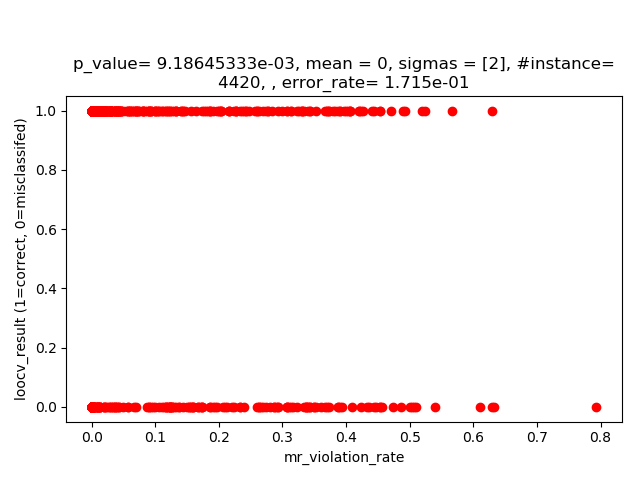 p_value= 9.18645333e-03, mean = 0, sigmas = [2], #instance=
4420, , error_rate= 1.715e-01
1.0
0.8
0.6
0.4
0.2
0.0
loocv_result (1=correct, 0=misclassifed)
0.0 0.1 0.2 0.3 0.4 0.5 0.6 0.7 0.8
mr_violation_rate